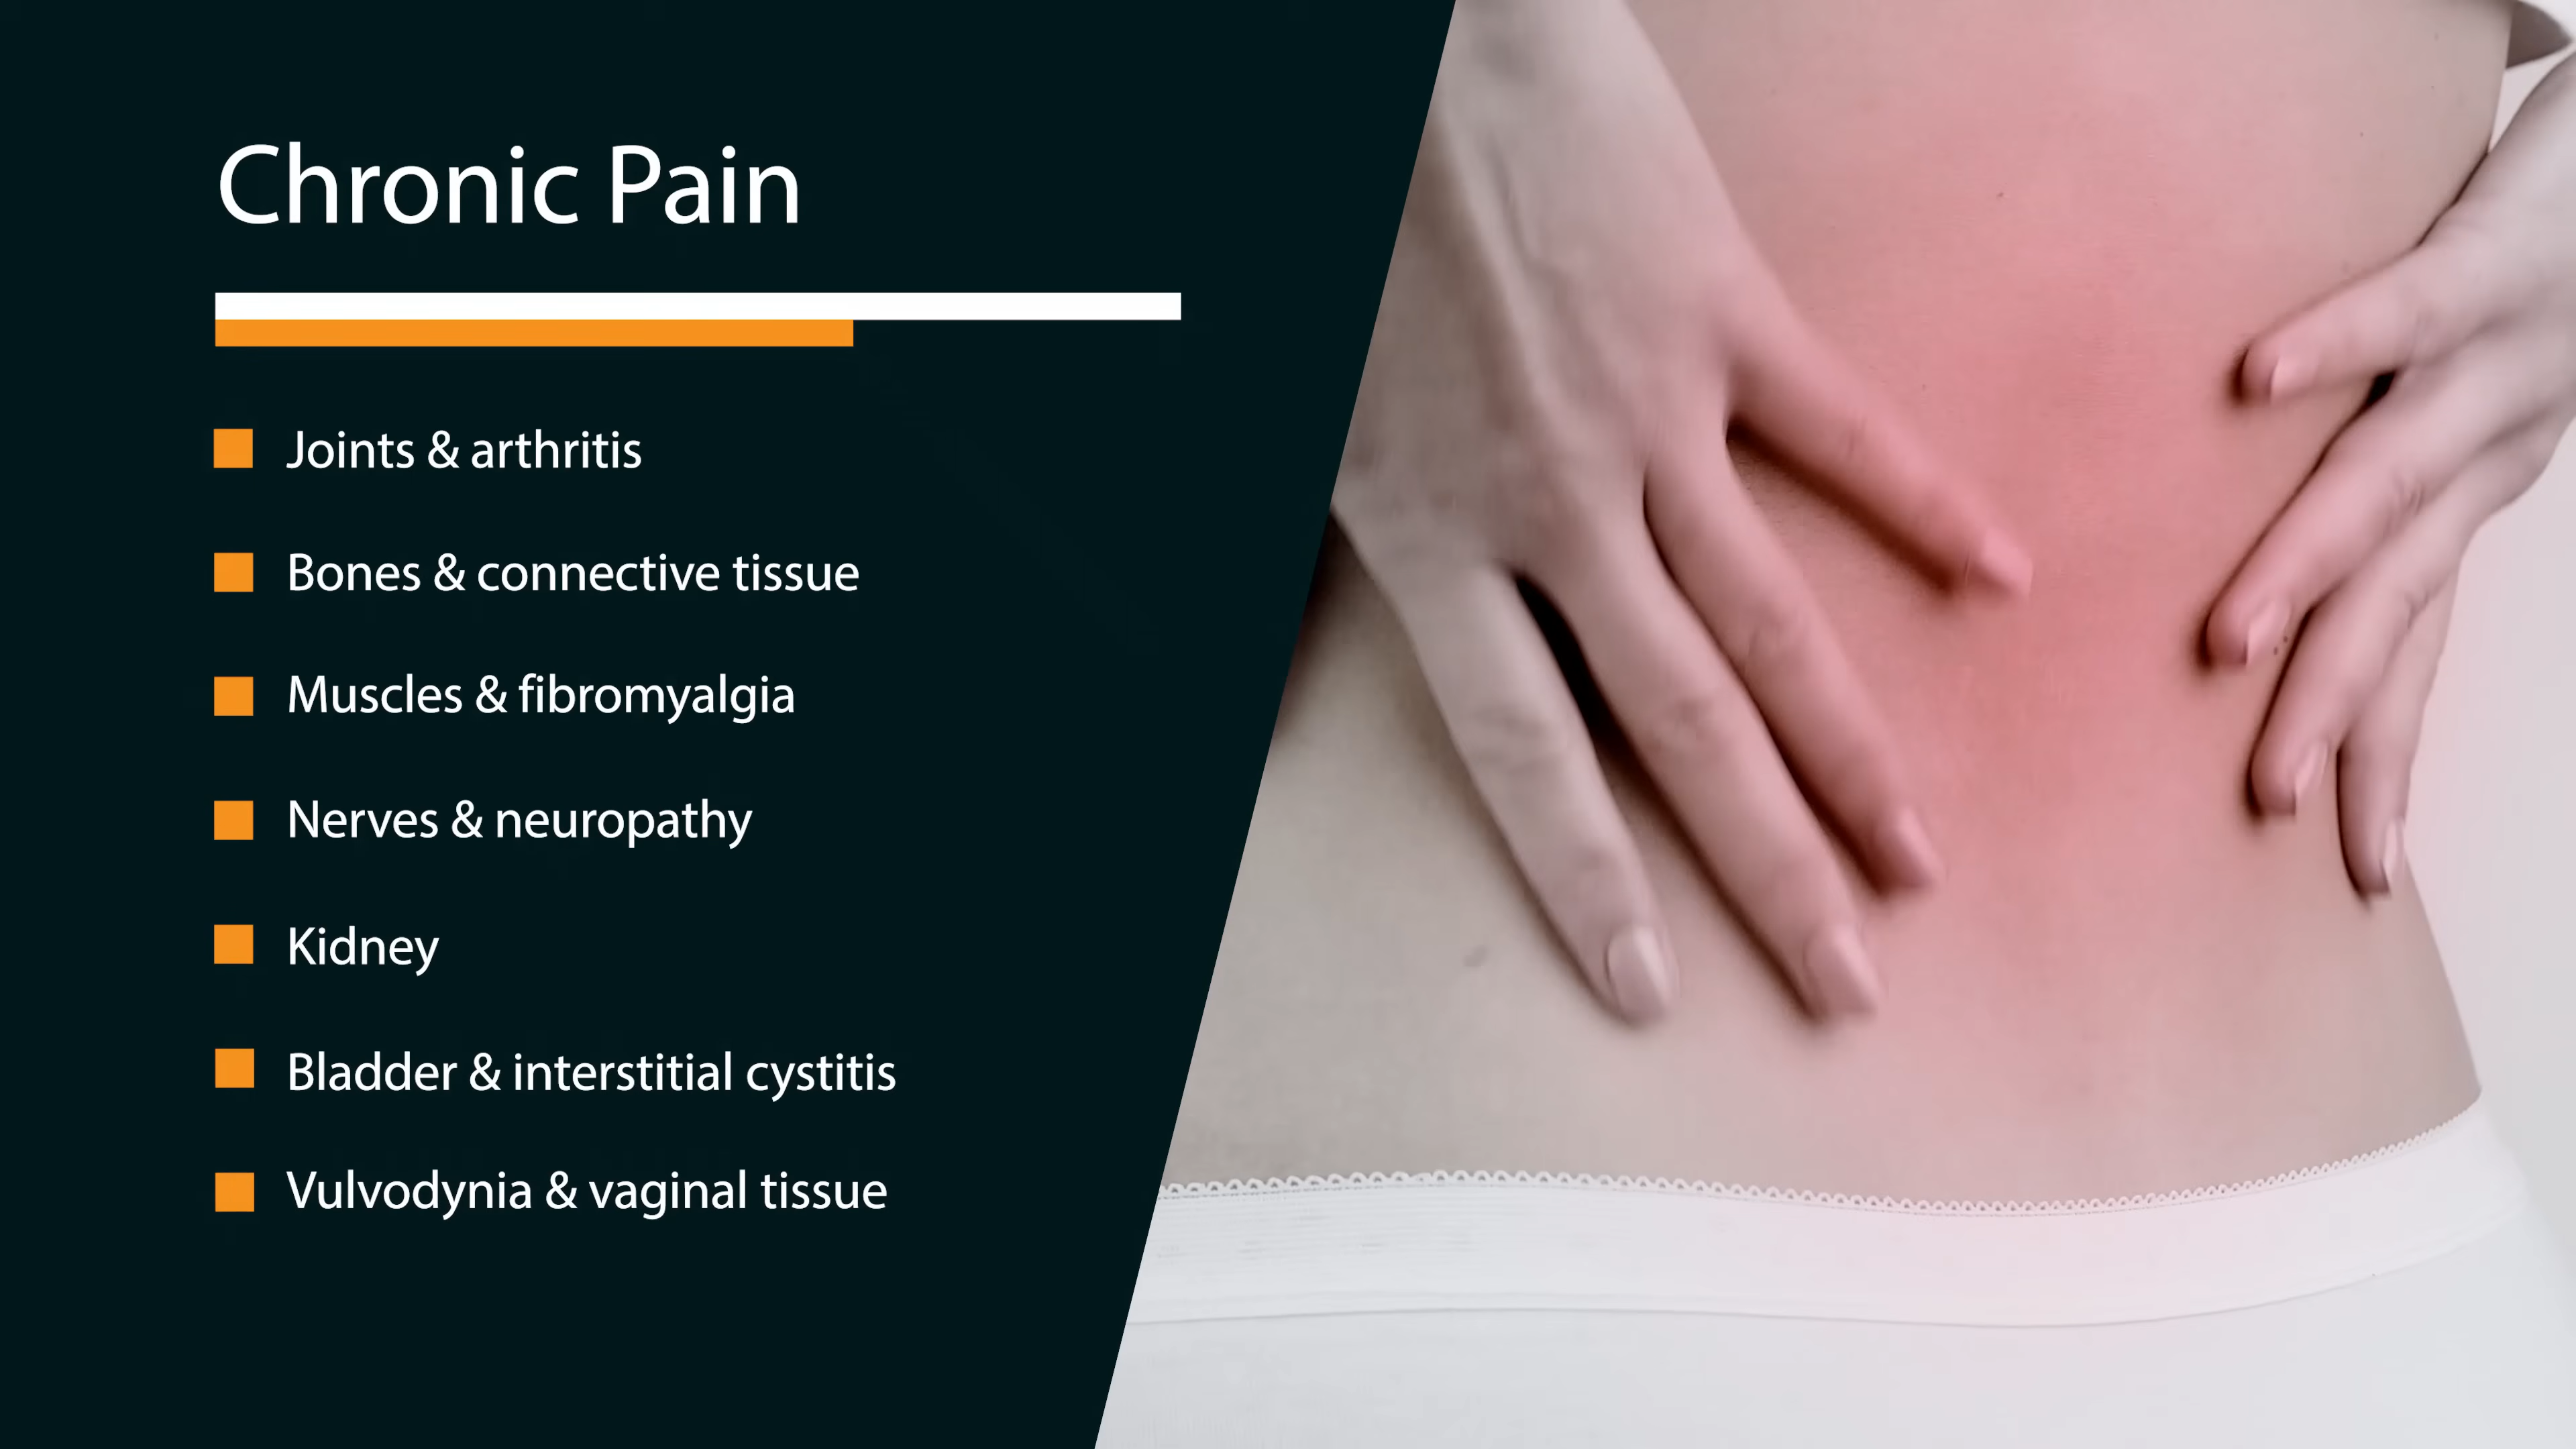 Chronic Pain
Joints & arthritis
Bones & connective tissue
Muscles & fibromyalgia
Nerves & neuropathy
Kidney
Bladder & interstitial cystitis
Vulvodynia & vaginal tissue